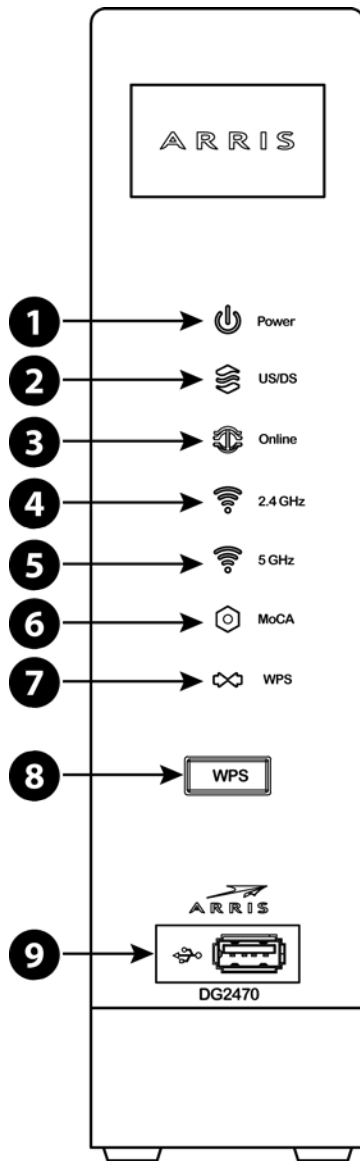 ARRIS
1 Power
2 US/DS
3 Online
4 2.4 GHz
5 5 GHz
6 MoCA
7 WPS
8 WPS
ARRIS
9
DG2470